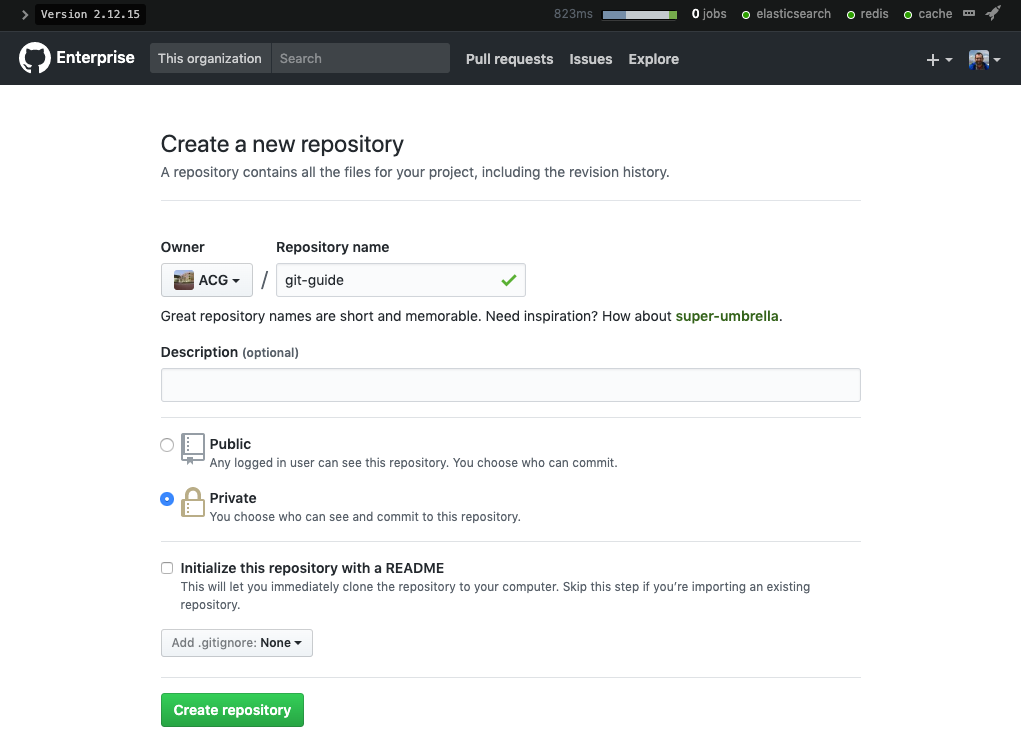 Version 2.12.15
823ms 0 jobs elasticsearch redis cache
Enterprise This organization Search Pull requests Issues Explore
Create a new repository
A repository contains all the files for your project, including the revision history.
Owner Repository name
ACG / git-guide
Great repository names are short and memorable. Need inspiration? How about super-umbrella.
Description (optional)
Public
Any logged in user can see this repository. You choose who can commit.
Private
You choose who can see and commit to this repository.
Initialize this repository with a README
This will let you immediately clone the repository to your computer. Skip this step if you’re importing an existing
repository.
Add .gitignore: None
Create repository